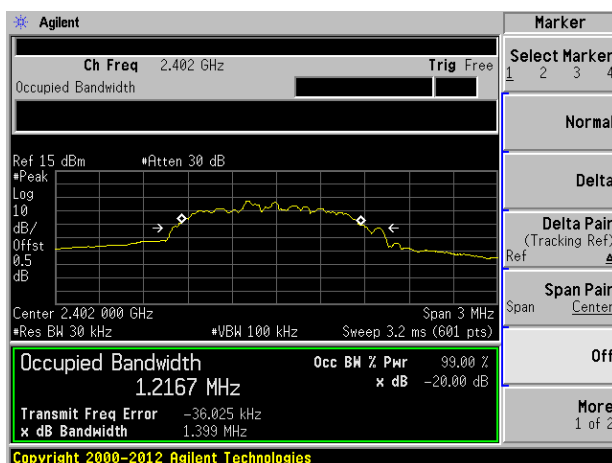 Agilent
Marker
Ch Freq 2.402 GHz Trig Free
Occupied Bandwidth
Select Marker
1 2 3 4
Normal
Delta
Delta Pair
(Tracking Ref)
Ref
Span Pair
Span Center
Off
More
1 of 2
Ref 15 dBm #Atten 30 dB
#Peak
Log
10
dB/
Offst
0.5
dB
Center 2.402 000 GHz Span 3 MHz
#Res BW 30 kHz #VBW 100 kHz Sweep 3.2 ms (601 pts)
Occupied Bandwidth Occ BW % Pwr 99.00 %
1.2167 MHz x dB -20.00 dB
Transmit Freq Error -36.025 kHz
x dB Bandwidth 1.399 MHz
Copyright 2000-2012 Agilent Technologies